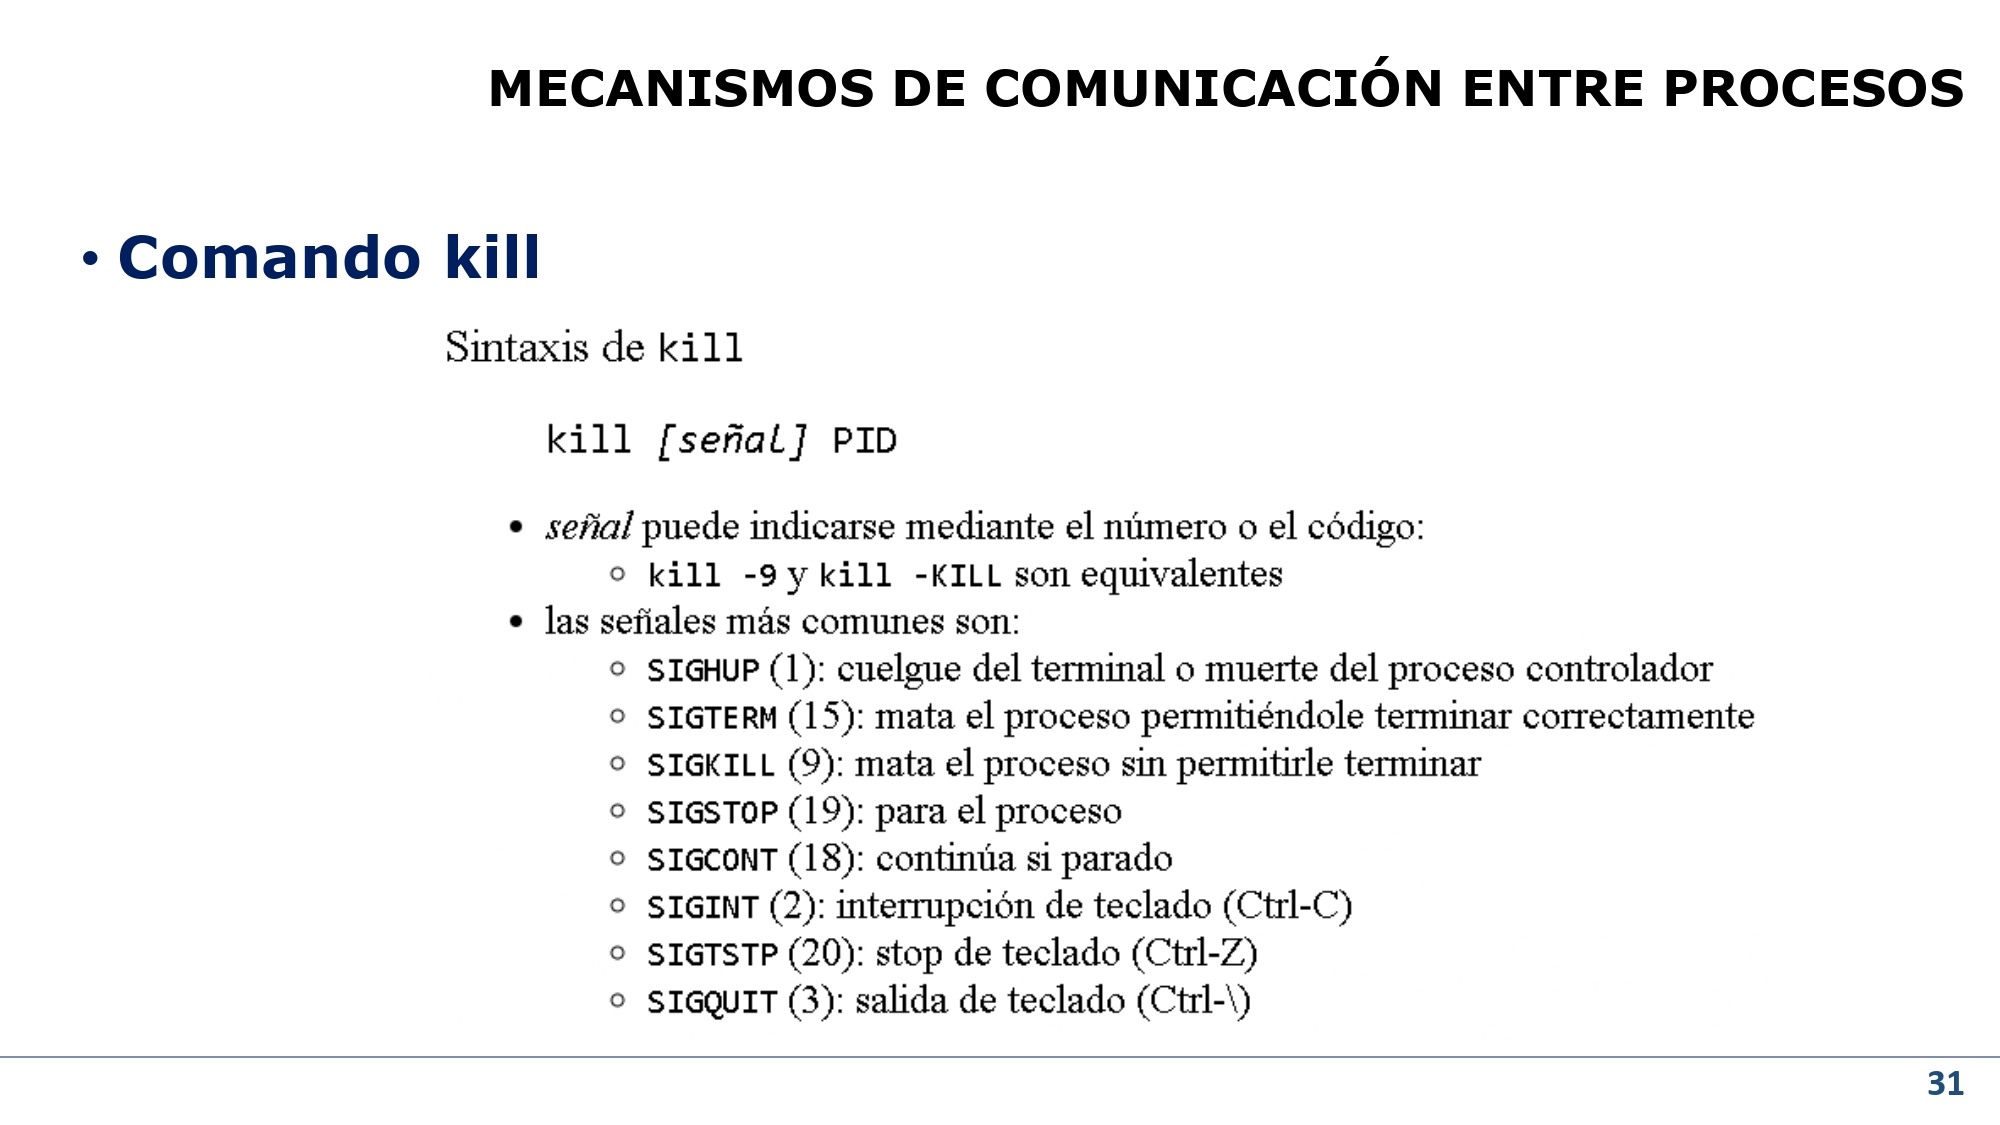 MECANISMOS DE COMUNICACIÓN ENTRE PROCESOS
• Comando kill
Sintaxis de kill
kill [señal] PID
• señal puede indicarse mediante el número o el código:
○ kill -9 y kill -KILL son equivalentes
• las señales más comunes son:
○ SIGHUP (1): cuelgue del terminal o muerte del proceso controlador
○ SIGTERM (15): mata el proceso permitiéndole terminar correctamente
○ SIGKILL (9): mata el proceso sin permitirle terminar
○ SIGSTOP (19): para el proceso
○ SIGCONT (18): continúa si parado
○ SIGINT (2): interrupción de teclado (Ctrl-C)
○ SIGTSTP (20): stop de teclado (Ctrl-Z)
○ SIGQUIT (3): salida de teclado (Ctrl-\)
31